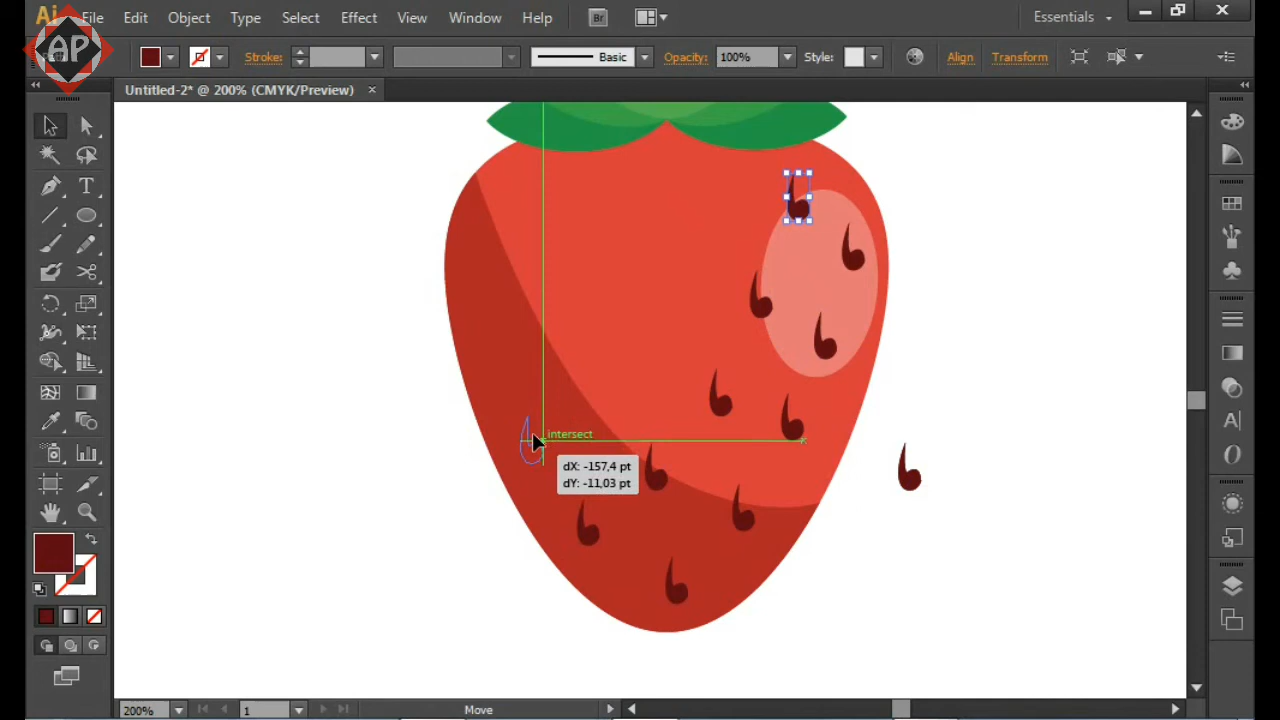 Ai File Edit Object Type Select Effect View Window Help Br Essentials
AP
Stroke: Basic Opacity: 100% Style: Align Transform
Untitled-2* @ 200% (CMYK/Preview) ×
T
intersect
dX: -157,4 pt
dY: -11,03 pt
A
200% 1 Move